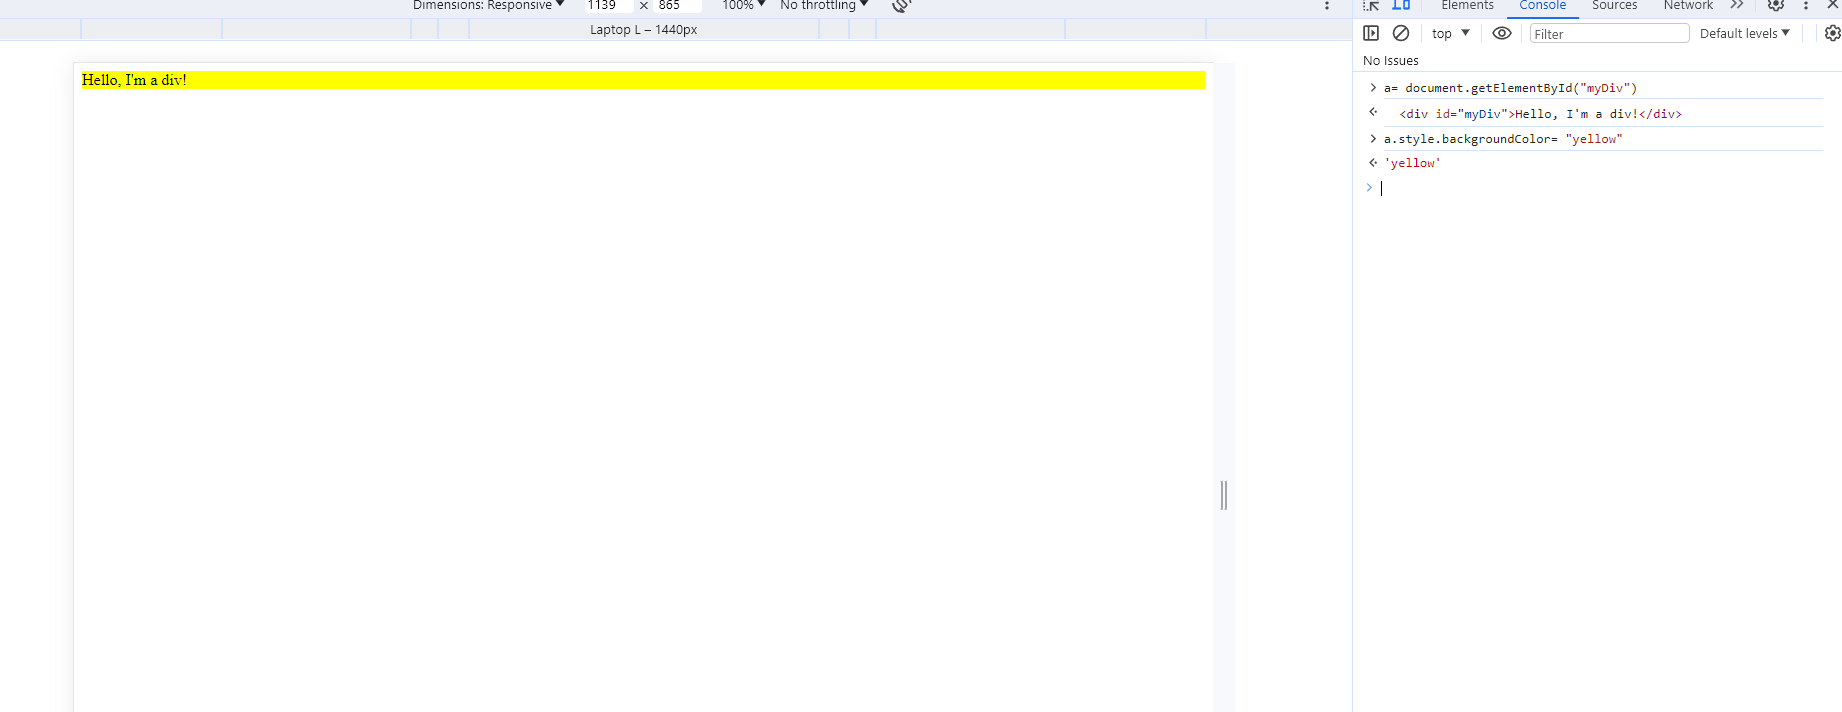 Dimensions: Responsive 1139 × 865 100% No throttling
Laptop L – 1440px
Hello, I'm a div!
Elements Console Sources Network
top Filter Default levels
No Issues
a= document.getElementById("myDiv")
<div id="myDiv">Hello, I'm a div!</div>
a.style.backgroundColor= "yellow"
'yellow'